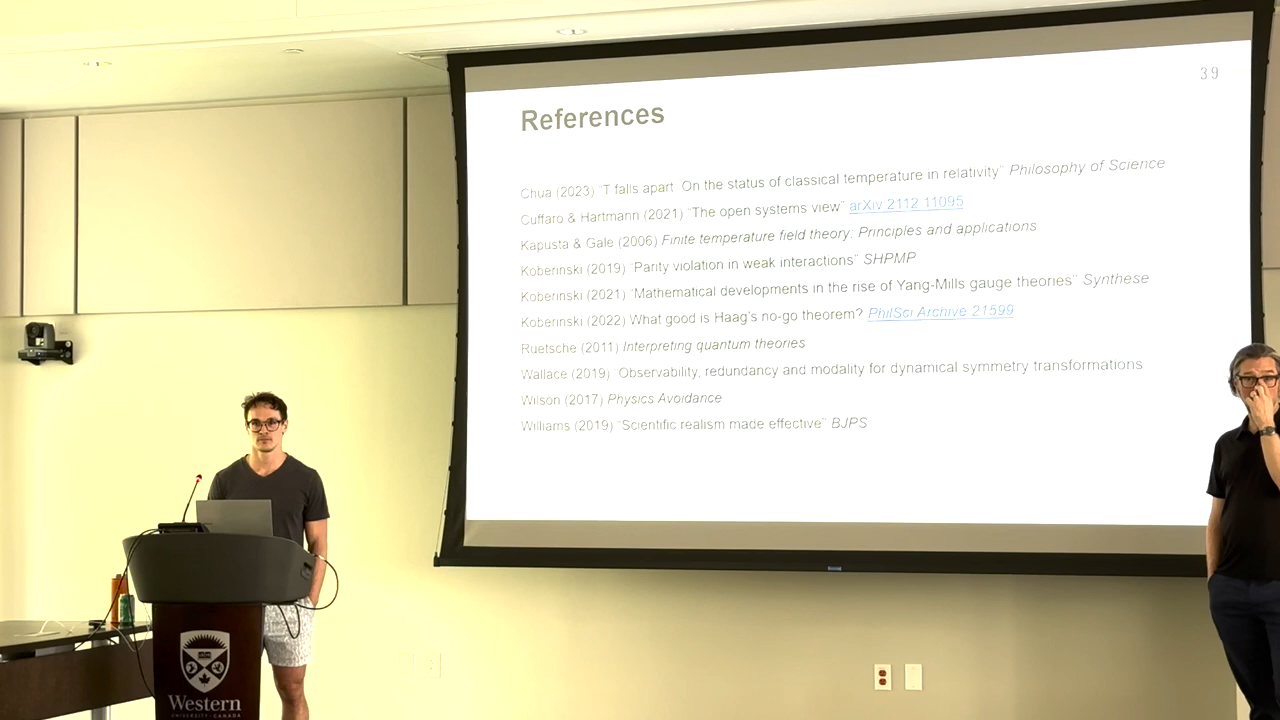 39
References
Chua (2023) "T falls apart: On the status of classical temperature in relativity" Philosophy of Science
Cuffaro & Hartmann (2021) "The open systems view" arXiv 2112.11095
Kapusta & Gale (2006) Finite temperature field theory: Principles and applications
Koberinski (2019) "Parity violation in weak interactions" SHPMP
Koberinski (2021) "Mathematical developments in the rise of Yang-Mills gauge theories" Synthese
Koberinski (2022) What good is Haag's no-go theorem? PhilSci Archive 21599
Ruetsche (2011) Interpreting quantum theories
Wallace (2019) Observability, redundancy and modality for dynamical symmetry transformations
Wilson (2017) Physics Avoidance
Williams (2019) "Scientific realism made effective" BJPS
Western
UNIVERSITY · CANADA